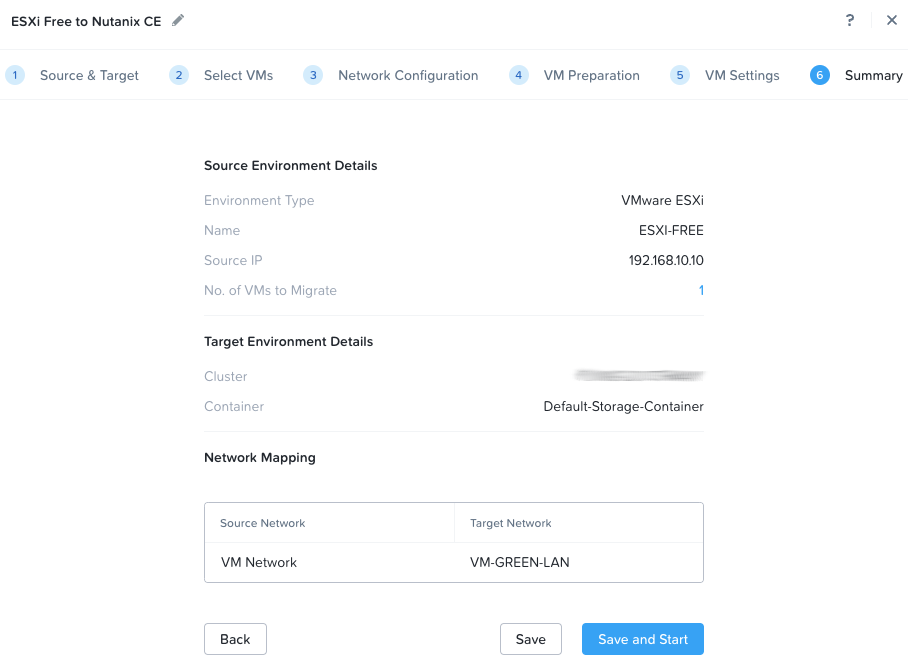 ESXi Free to Nutanix CE ?
1 Source & Target 2 Select VMs 3 Network Configuration 4 VM Preparation 5 VM Settings 6 Summary
Source Environment Details
Environment Type VMware ESXi
Name ESXI-FREE
Source IP 192.168.10.10
No. of VMs to Migrate 1
Target Environment Details
Cluster
Container Default-Storage-Container
Network Mapping
Source Network Target Network
VM Network VM-GREEN-LAN
Back Save Save and Start